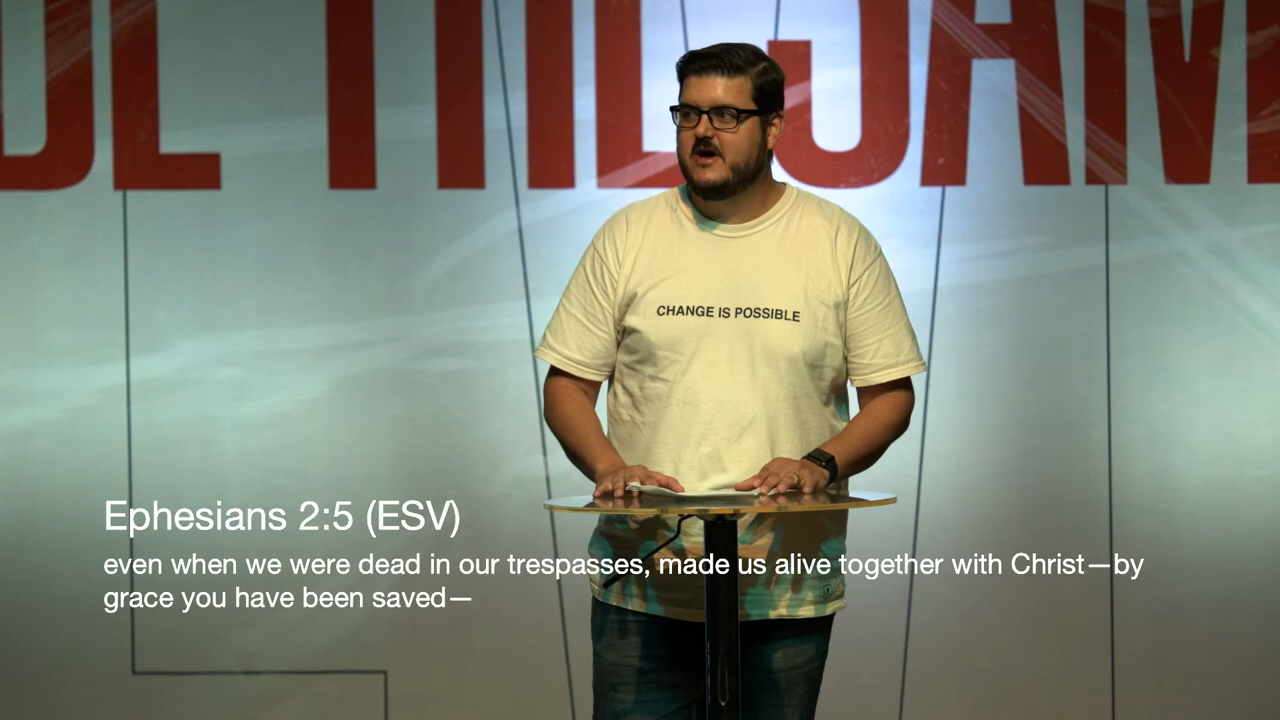 THE
CHANGE IS POSSIBLE
Ephesians 2:5 (ESV)
even when we were dead in our trespasses, made us alive together with Christ—by
grace you have been saved—